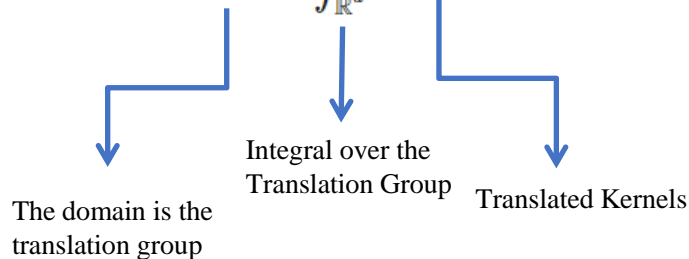 Integral over the
Translation Group
Translated Kernels
The domain is the
translation group